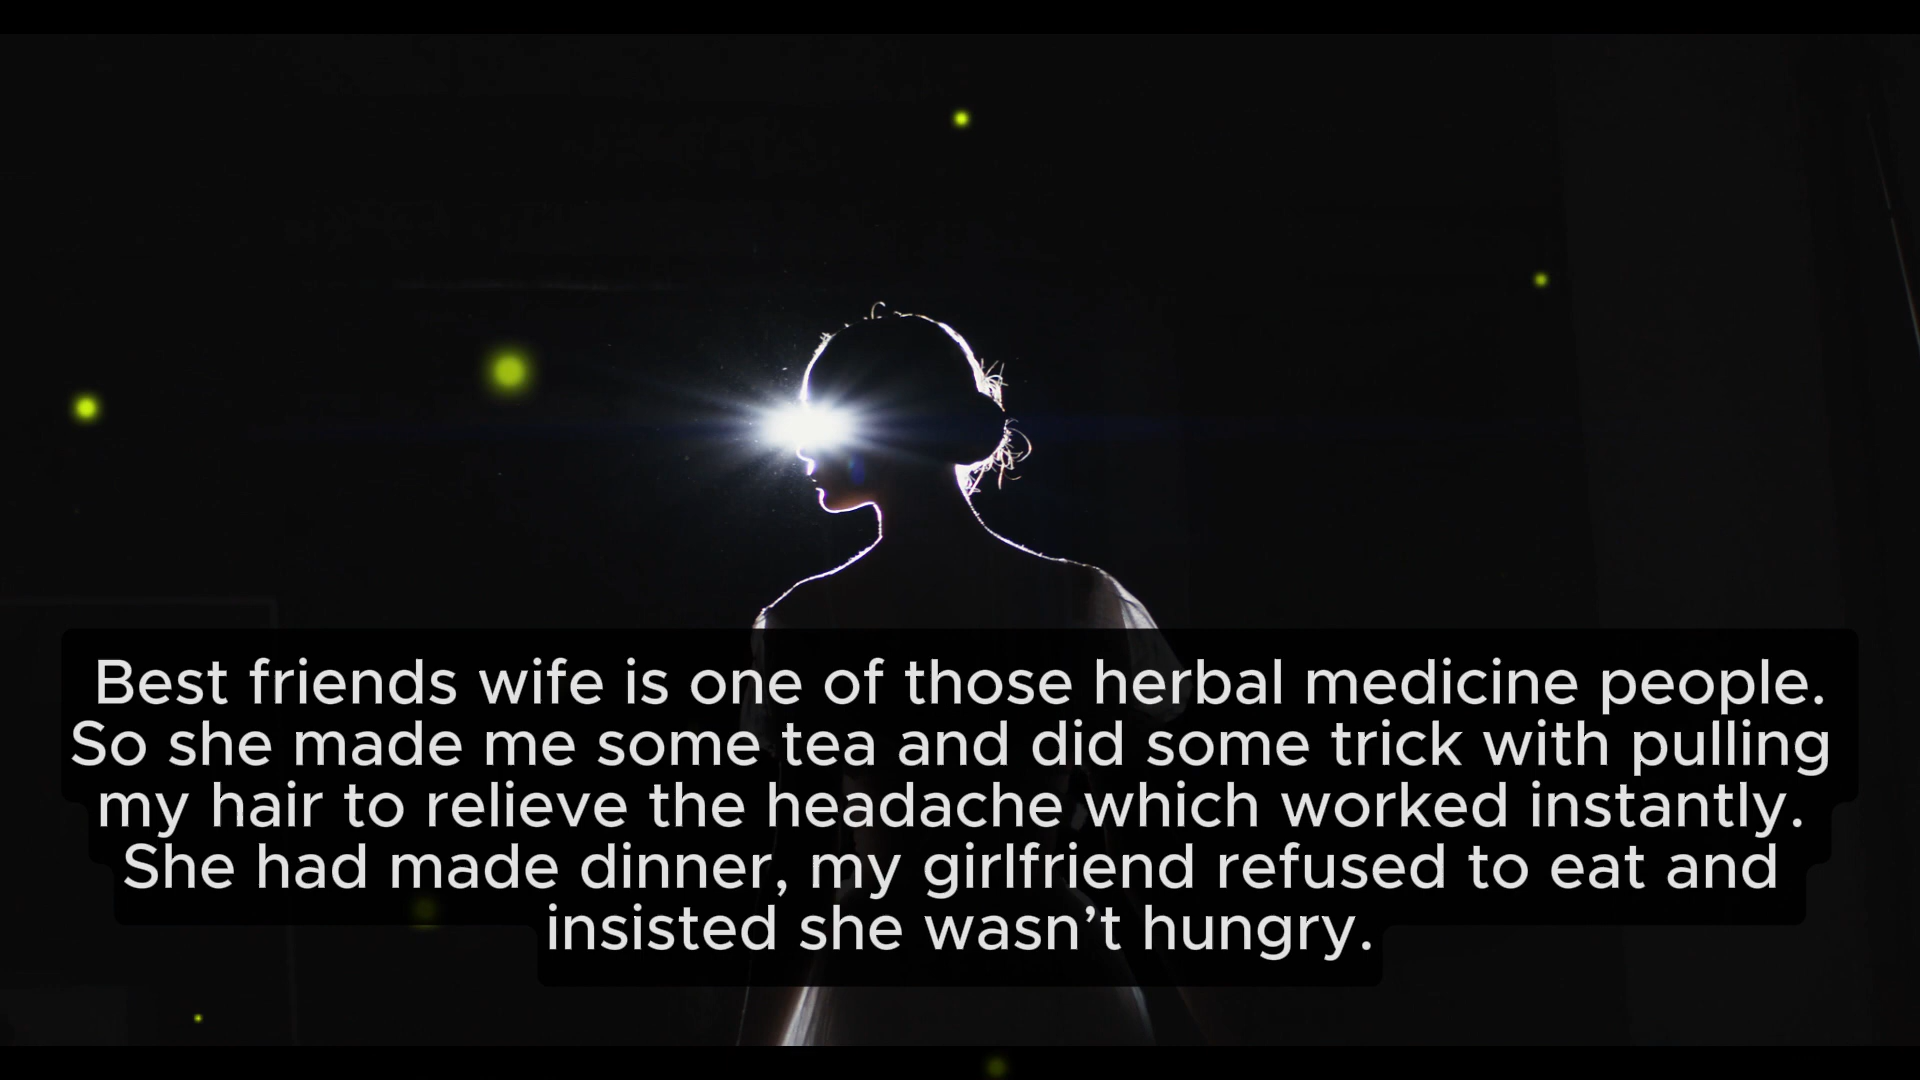 Best friends wife is one of those herbal medicine people.
So she made me some tea and did some trick with pulling
my hair to relieve the headache which worked instantly.
She had made dinner, my girlfriend refused to eat and
insisted she wasn’t hungry.